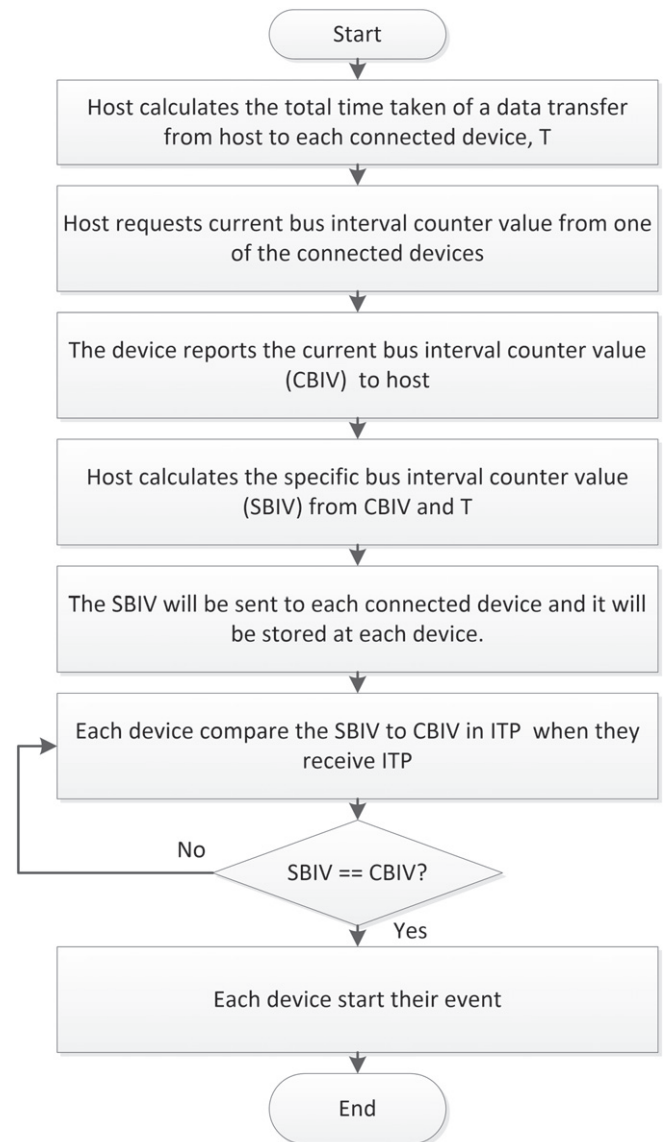 Start
Host calculates the total time taken of a data transfer
from host to each connected device, T
Host requests current bus interval counter value from one
of the connected devices
The device reports the current bus interval counter value
(CBIV) to host
Host calculates the specific bus interval counter value
(SBIV) from CBIV and T
The SBIV will be sent to each connected device and it will
be stored at each device.
Each device compare the SBIV to CBIV in ITP when they
receive ITP
No
SBIV == CBIV?
Yes
Each device start their event
End